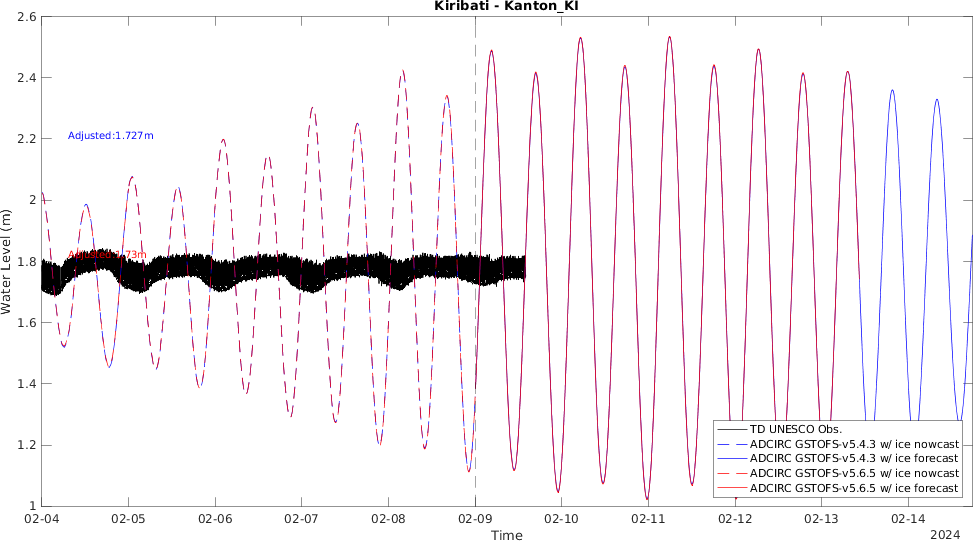 Kiribati - Kanton_KI
2.6
2.4
2.2
2
1.8
1.6
1.4
1.2
1
Water Level (m)
Adjusted:1.727m
Adjusted:1.73m
TD UNESCO Obs.
ADCIRC GSTOFS-v5.4.3 w/ ice nowcast
ADCIRC GSTOFS-v5.4.3 w/ ice forecast
ADCIRC GSTOFS-v5.6.5 w/ ice nowcast
ADCIRC GSTOFS-v5.6.5 w/ ice forecast
02-04 02-05 02-06 02-07 02-08 02-09 02-10 02-11 02-12 02-13 02-14
Time
2024